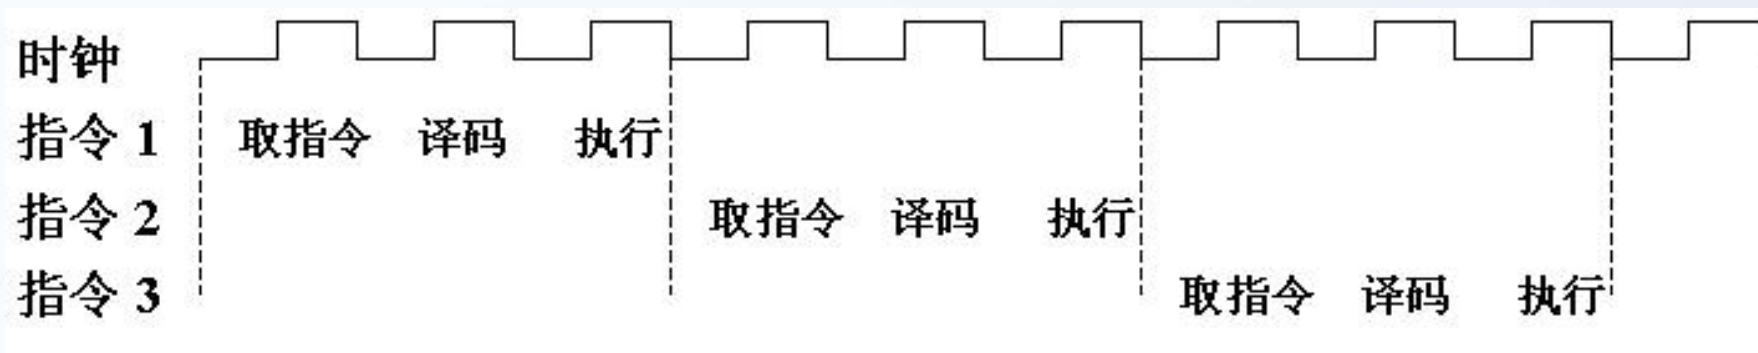 时钟
指令 1 取指令 译码 执行
指令 2 取指令 译码 执行
指令 3 取指令 译码 执行